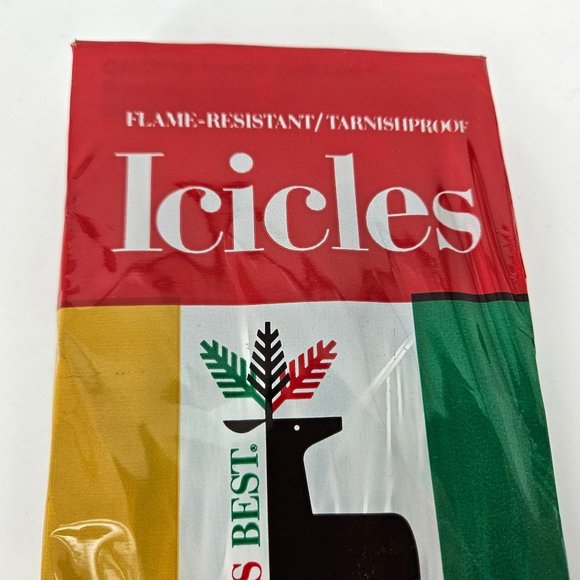 FLAME-RESISTANT/TARNISHPROOF
Icicles
S BEST®